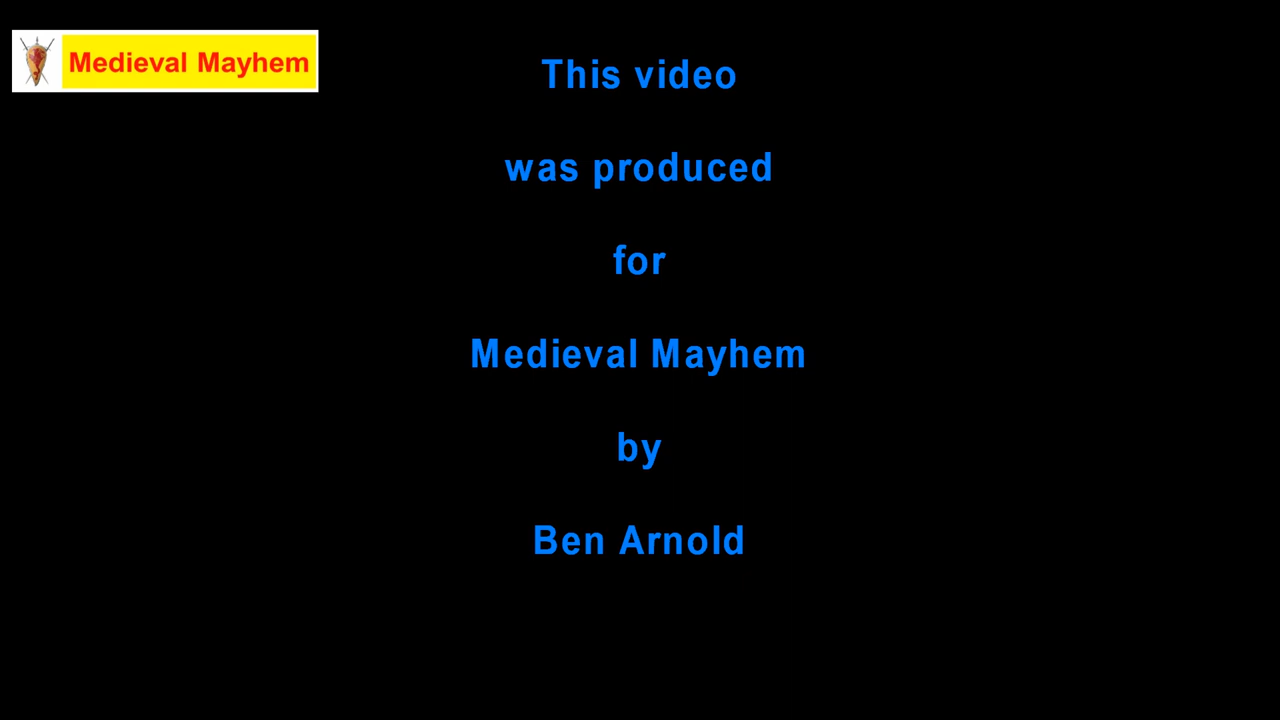 Medieval Mayhem
This video
was produced
for
Medieval Mayhem
by
Ben Arnold